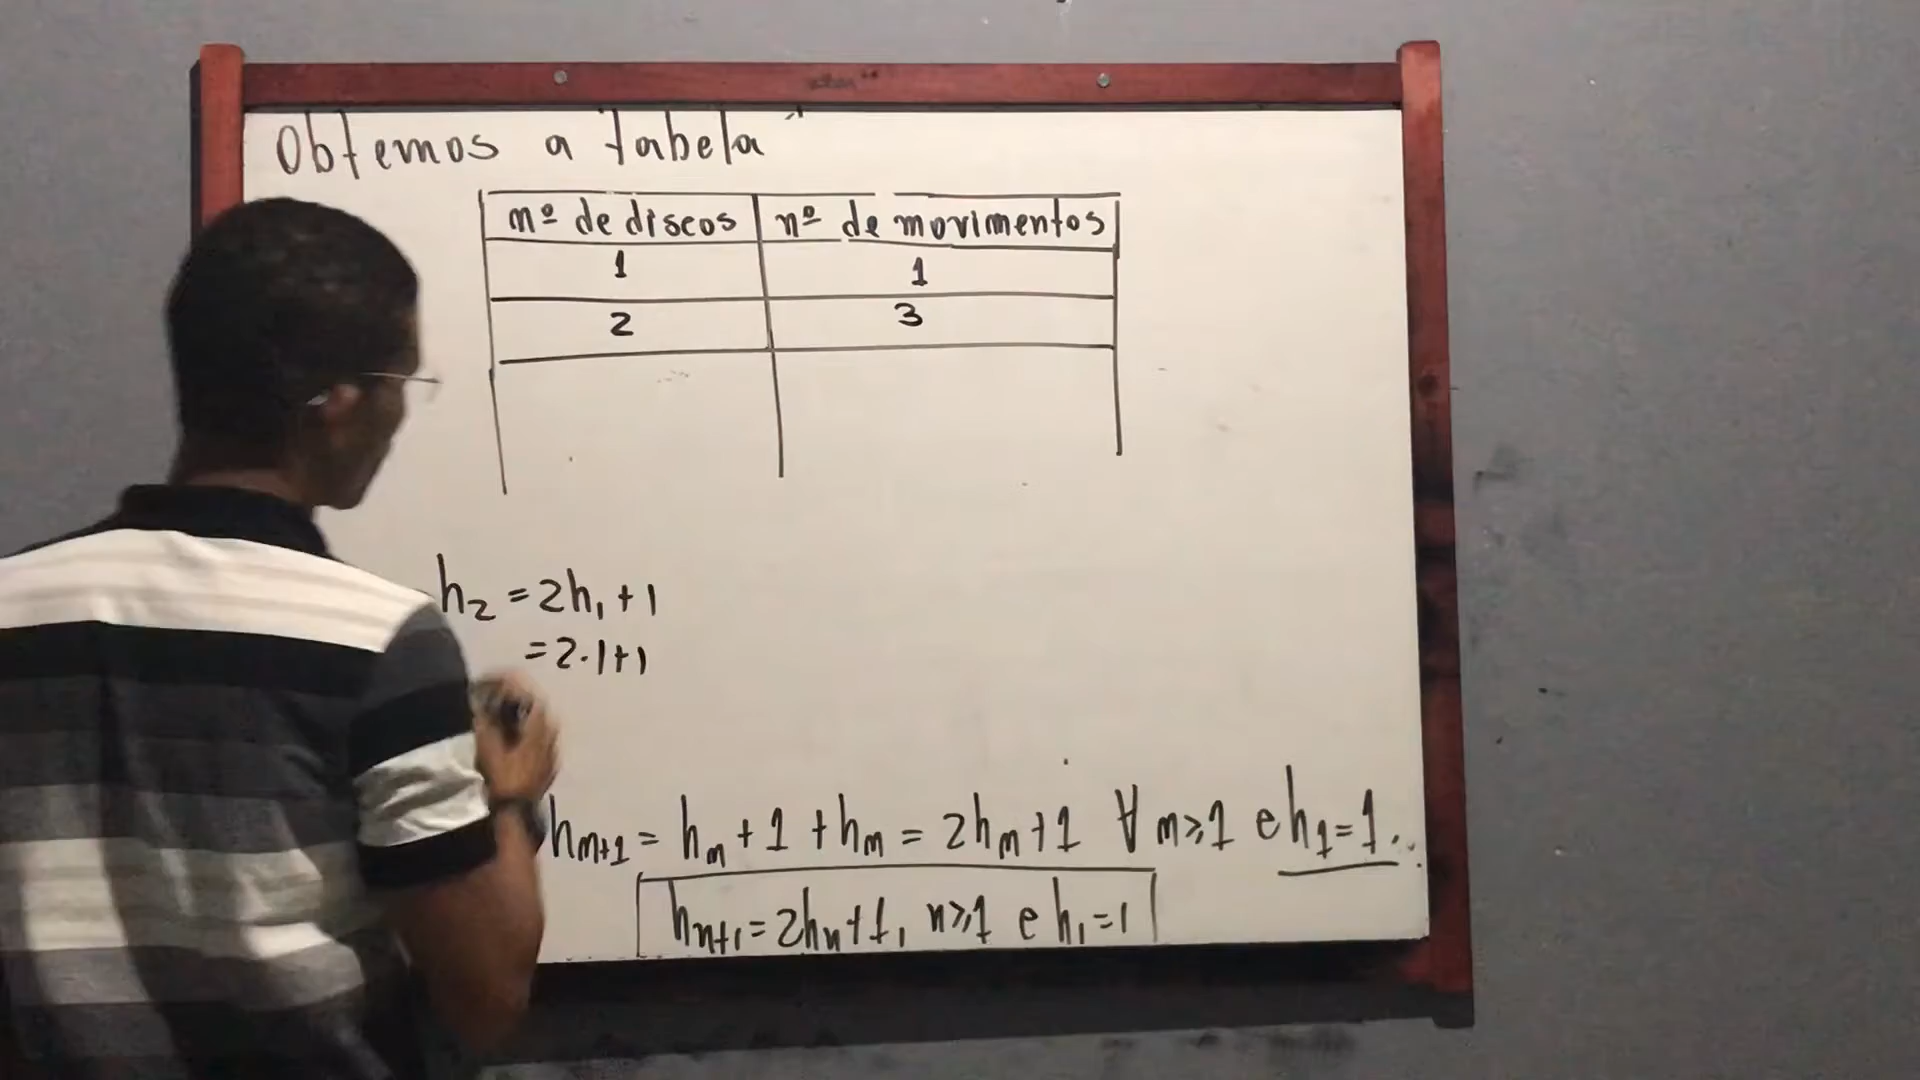 Obtemos a tabela
nº de discos nº de movimentos
1 1
2 3
h₂ = 2h₁ + 1
= 2·1+1
hₙ₊₁ = hₙ + 1 + hₙ = 2hₙ + 1 ∀ n ≥ 1 e h₁ = 1.
hₙ₊₁ = 2hₙ + 1, n ≥ 1 e h₁ = 1